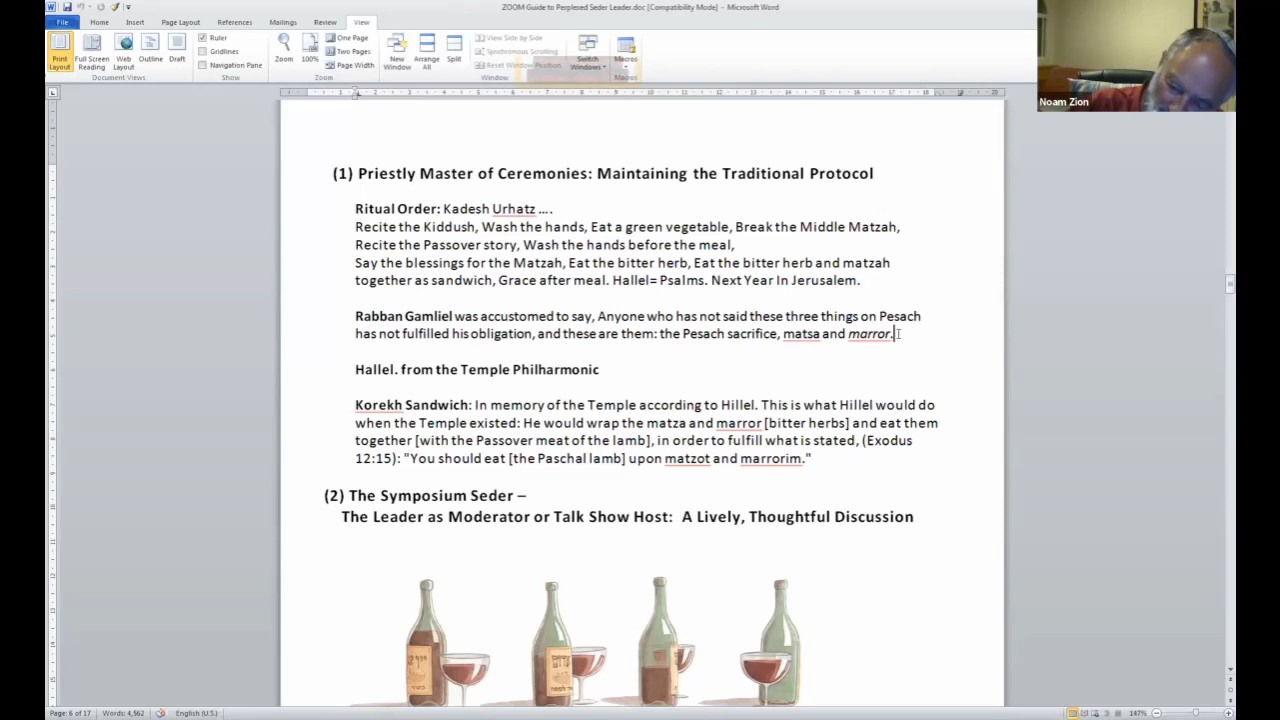 ZOOM Guide to Perplexed Seder Leader.doc [Compatibility Mode] - Microsoft Word
File Home Insert Page Layout References Mailings Review View
Print Layout
Full Screen Reading
Web Layout
Outline
Draft
Document Views
Ruler
Gridlines
Navigation Pane
Show
Zoom
100%
One Page
Two Pages
Page Width
Zoom
New Window
Arrange All
Split
View Side by Side
Synchronous Scrolling
Reset Window Position
Window
Switch Windows
Macros
Macros
Noam Zion
(1) Priestly Master of Ceremonies: Maintaining the Traditional Protocol
Ritual Order: Kadesh Urhatz ....
Recite the Kiddush, Wash the hands, Eat a green vegetable, Break the Middle Matzah,
Recite the Passover story, Wash the hands before the meal,
Say the blessings for the Matzah, Eat the bitter herb, Eat the bitter herb and matzah
together as sandwich, Grace after meal. Hallel= Psalms. Next Year In Jerusalem.
Rabban Gamliel was accustomed to say, Anyone who has not said these three things on Pesach
has not fulfilled his obligation, and these are them: the Pesach sacrifice, matsa and marror.
Hallel. from the Temple Philharmonic
Korekh Sandwich: In memory of the Temple according to Hillel. This is what Hillel would do
when the Temple existed: He would wrap the matza and marror [bitter herbs] and eat them
together [with the Passover meat of the lamb], in order to fulfill what is stated, (Exodus
12:15): "You should eat [the Paschal lamb] upon matzot and marrorim."
(2) The Symposium Seder –
The Leader as Moderator or Talk Show Host: A Lively, Thoughtful Discussion
Page: 6 of 17 Words: 4,562 English (U.S.) 147%